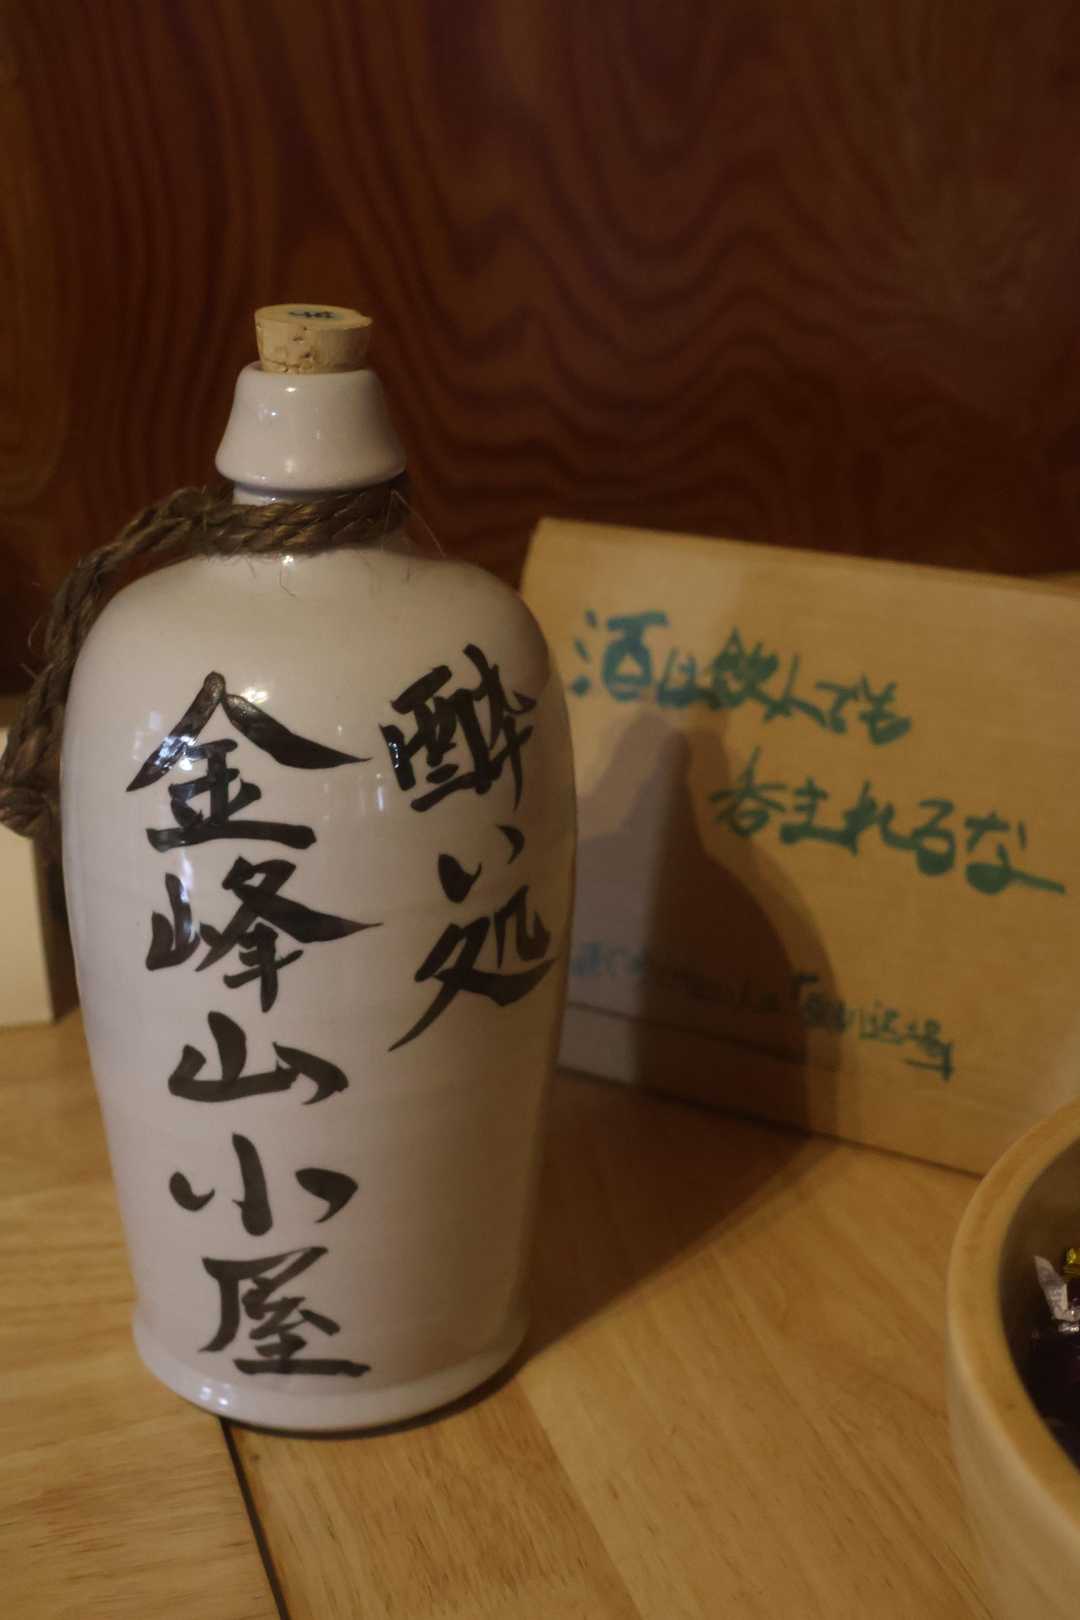 酔い処
金峰山小屋
酒は飲んでも
呑まれるな